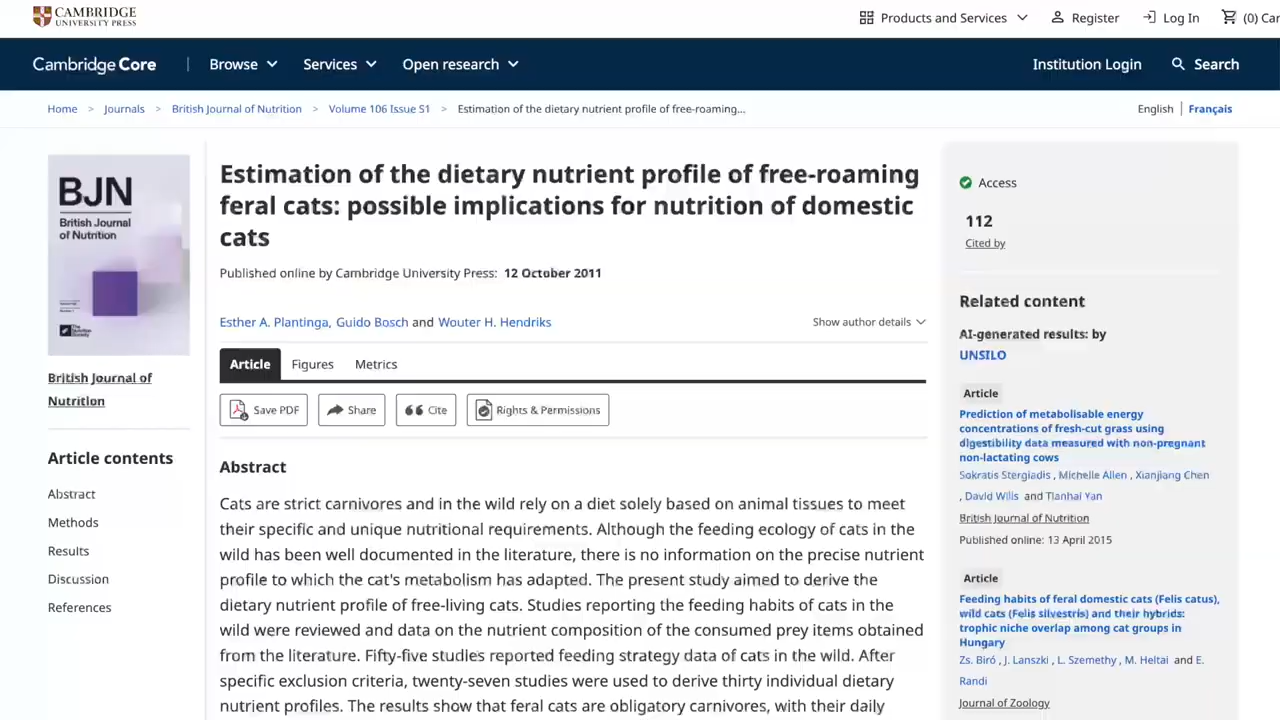 CAMBRIDGE
UNIVERSITY PRESS
Products and Services
Register
Log In
(0) Car
Cambridge Core
Browse
Services
Open research
Institution Login
Search
Home > Journals > British Journal of Nutrition > Volume 106 Issue S1 > Estimation of the dietary nutrient profile of free-roaming...
English | Français
BJN
British Journal
of Nutrition
British Journal of
Nutrition
Article contents
Abstract
Methods
Results
Discussion
References
Estimation of the dietary nutrient profile of free-roaming
feral cats: possible implications for nutrition of domestic
cats
Published online by Cambridge University Press: 12 October 2011
Esther A. Plantinga, Guido Bosch and Wouter H. Hendriks
Show author details
Article
Figures
Metrics
Save PDF
Share
Cite
Rights & Permissions
Abstract
Cats are strict carnivores and in the wild rely on a diet solely based on animal tissues to meet
their specific and unique nutritional requirements. Although the feeding ecology of cats in the
wild has been well documented in the literature, there is no information on the precise nutrient
profile to which the cat's metabolism has adapted. The present study aimed to derive the
dietary nutrient profile of free-living cats. Studies reporting the feeding habits of cats in the
wild were reviewed and data on the nutrient composition of the consumed prey items obtained
from the literature. Fifty-five studies reported feeding strategy data of cats in the wild. After
specific exclusion criteria, twenty-seven studies were used to derive thirty individual dietary
nutrient profiles. The results show that feral cats are obligatory carnivores, with their daily
Access
112
Cited by
Related content
AI-generated results: by
UNSILO
Article
Prediction of metabolisable energy
concentrations of fresh-cut grass using
digestibility data measured with non-pregnant
non-lactating cows
Sokratis Stergiadis , Michelle Allen , Xianjiang Chen
, David Wills and Tianhai Yan
British Journal of Nutrition
Published online: 13 April 2015
Article
Feeding habits of feral domestic cats (Felis catus),
wild cats (Felis silvestris) and their hybrids:
trophic niche overlap among cat groups in
Hungary
Zs. Biró , J. Lanszki , L. Szemethy , M. Heltai and E.
Randi
Journal of Zoology